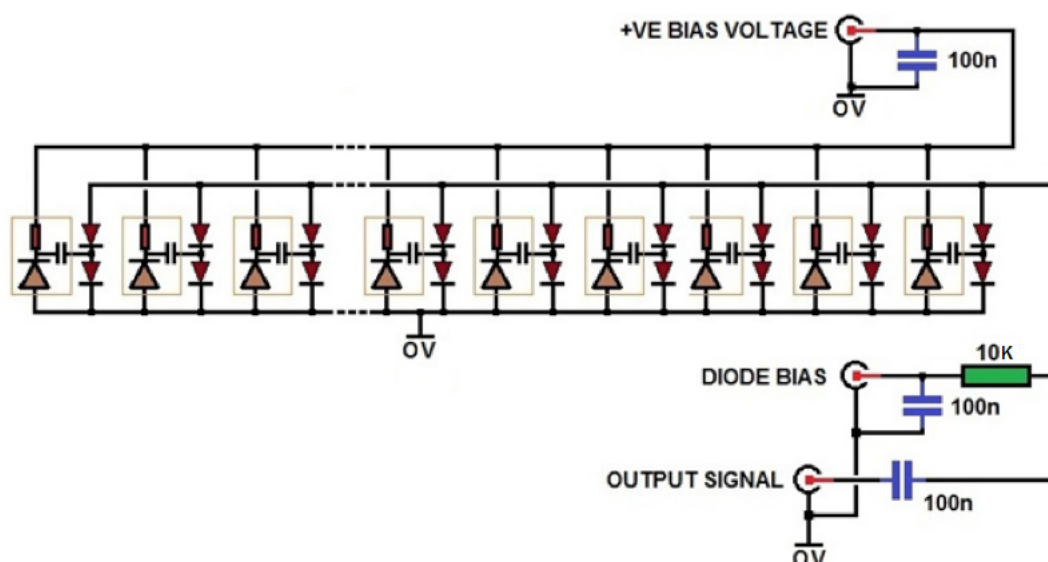 +VE BIAS VOLTAGE
100n
0V
0V
10K
DIODE BIAS
100n
OUTPUT SIGNAL
100n
0V